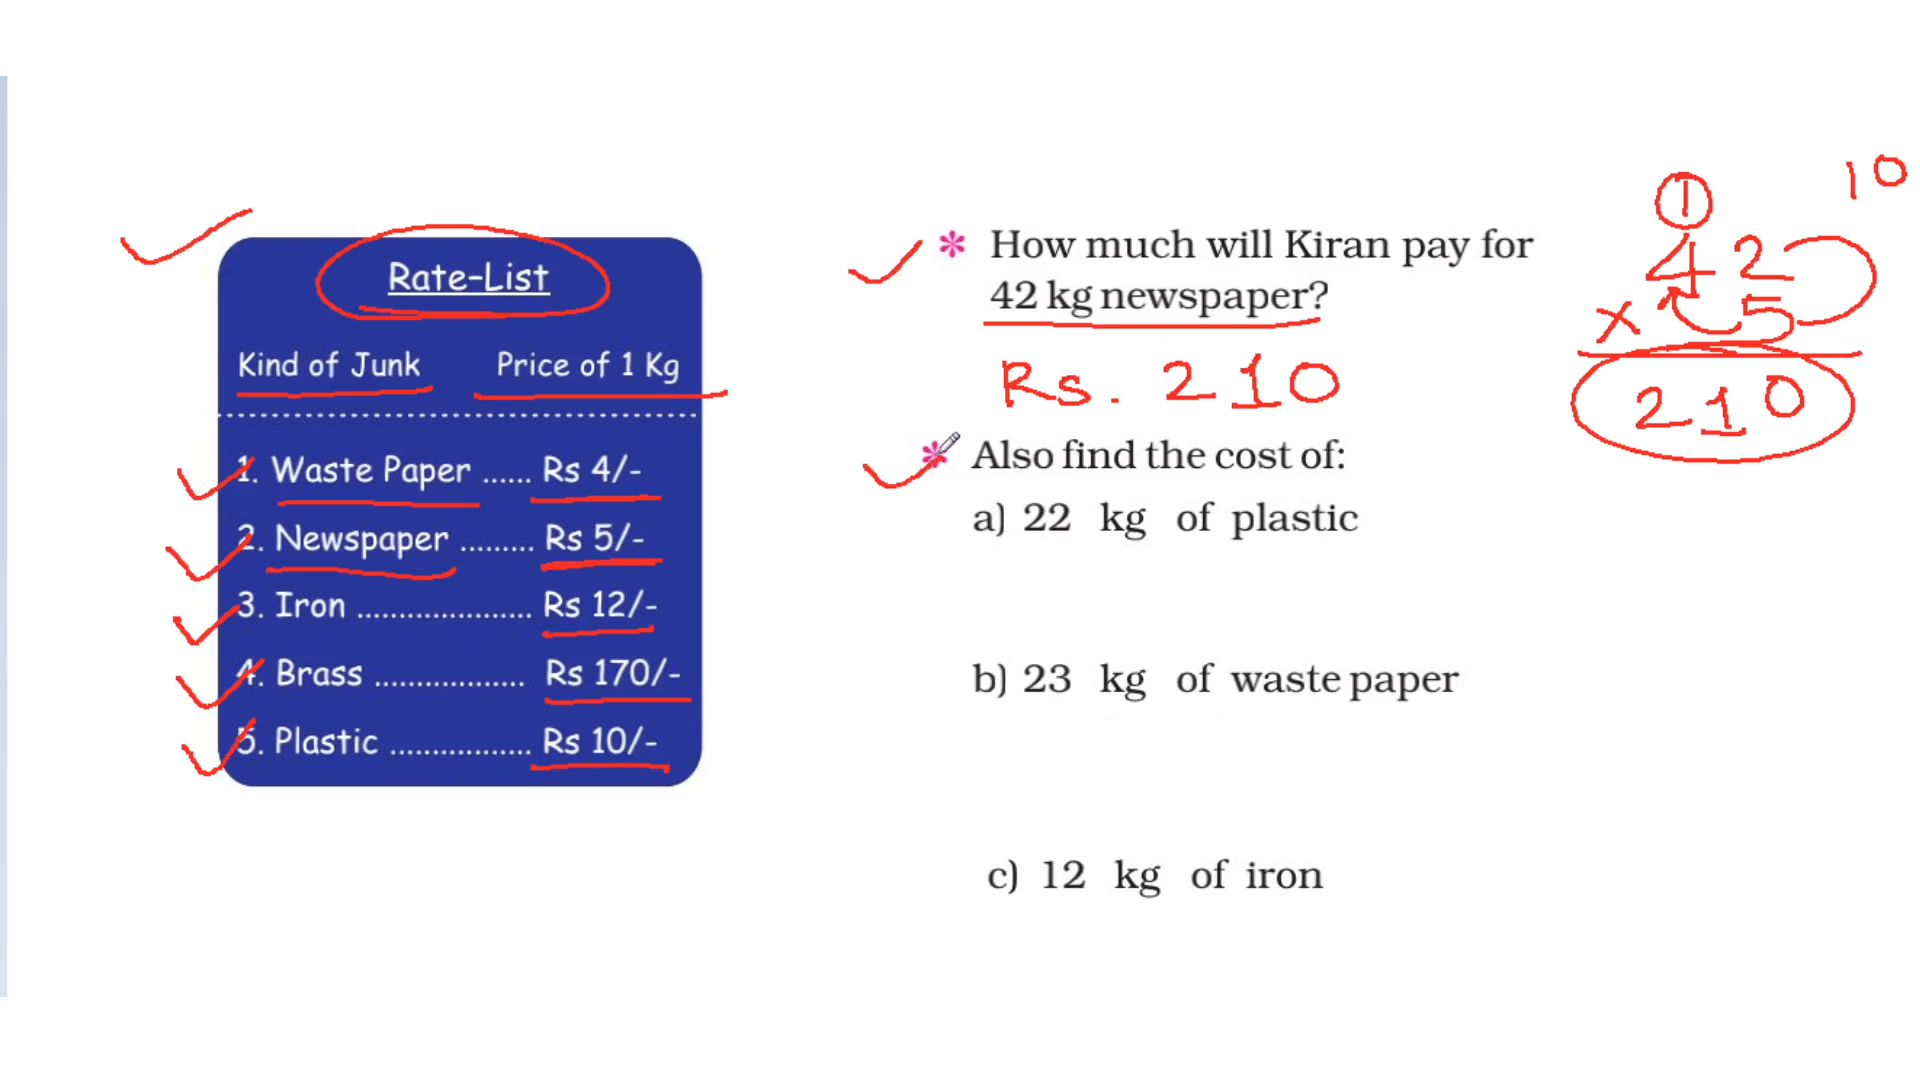 Rate-List
Kind of Junk Price of 1 Kg
1. Waste Paper ...... Rs 4/-
2. Newspaper ......... Rs 5/-
3. Iron ..................... Rs 12/-
4. Brass .................. Rs 170/-
5. Plastic ................. Rs 10/-
* How much will Kiran pay for
42 kg newspaper?
Rs. 210
* Also find the cost of:
a) 22 kg of plastic
b) 23 kg of waste paper
c) 12 kg of iron
10
1
42
x 5
210